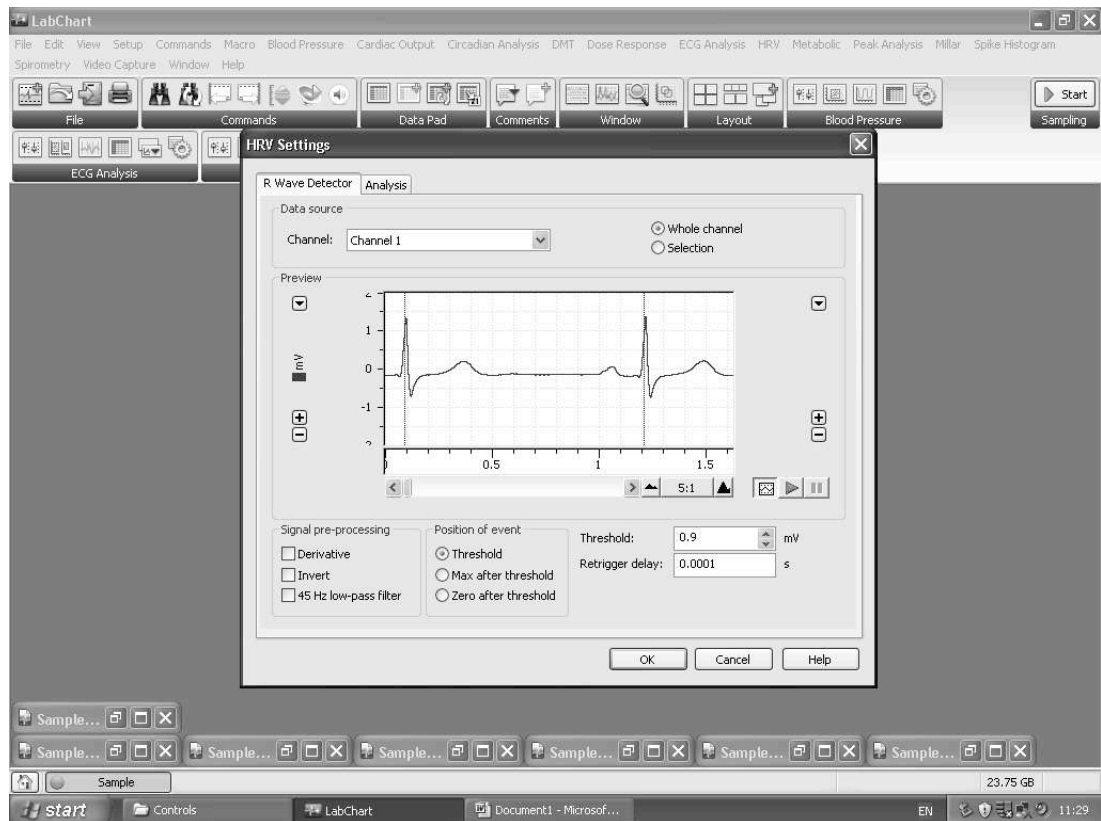 LabChart
File Edit View Setup Commands Macro Blood Pressure Cardiac Output Circadian Analysis DMT Dose Response ECG Analysis HRV Metabolic Peak Analysis Millar Spike Histogram
Spirometry Video Capture Window Help
Start
File Commands Data Pad Comments Window Layout Blood Pressure Sampling
ECG Analysis
HRV Settings
R Wave Detector Analysis
Data source
Channel: Channel 1
Whole channel
Selection
Preview
2
1
0
-1
mV
0.5 1 1.5
5:1
Signal pre-processing
Derivative
Invert
45 Hz low-pass filter
Position of event
Threshold
Max after threshold
Zero after threshold
Threshold: 0.9 mV
Retrigger delay: 0.0001 s
OK Cancel Help
Sample...
Sample... Sample... Sample... Sample... Sample... Sample...
Sample 23.75 GB
start Controls LabChart Document1 - Microsof... EN 11:29